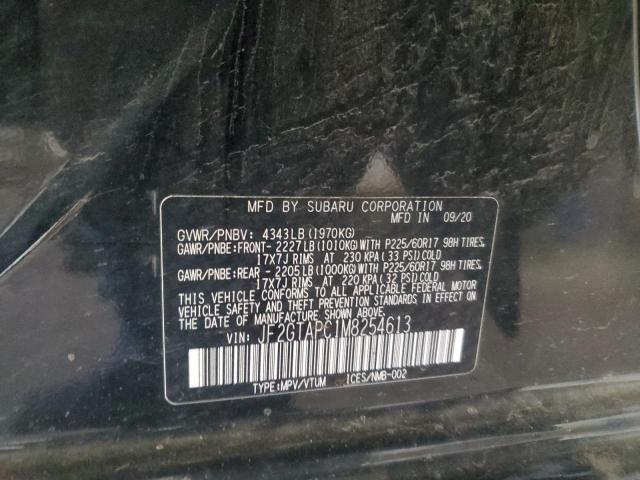 MFD BY SUBARU CORPORATION
MFD IN 09/20
GVWR/PNBV: 4343LB(1970KG)
GAWR/PNBE:FRONT- 2227LB(1010KG)WITH P225/60R17 98H TIRES,
17X7J RIMS AT 230 KPA(33 PSI)COLD
GAWR/PNBE:REAR - 2205LB(1000KG)WITH P225/60R17 98H TIRES,
17X7J RIMS AT 220 KPA(32 PSI)COLD
THIS VEHICLE CONFORMS TO ALL APPLICABLE FEDERAL MOTOR
VEHICLE SAFETY AND THEFT PREVENTION STANDARDS IN EFFECT ON
THE DATE OF MANUFACTURE SHOWN ABOVE.
VIN: JF2GTAPC1M8254613
TYPE:MPV/VTUM ICES/NMB-002